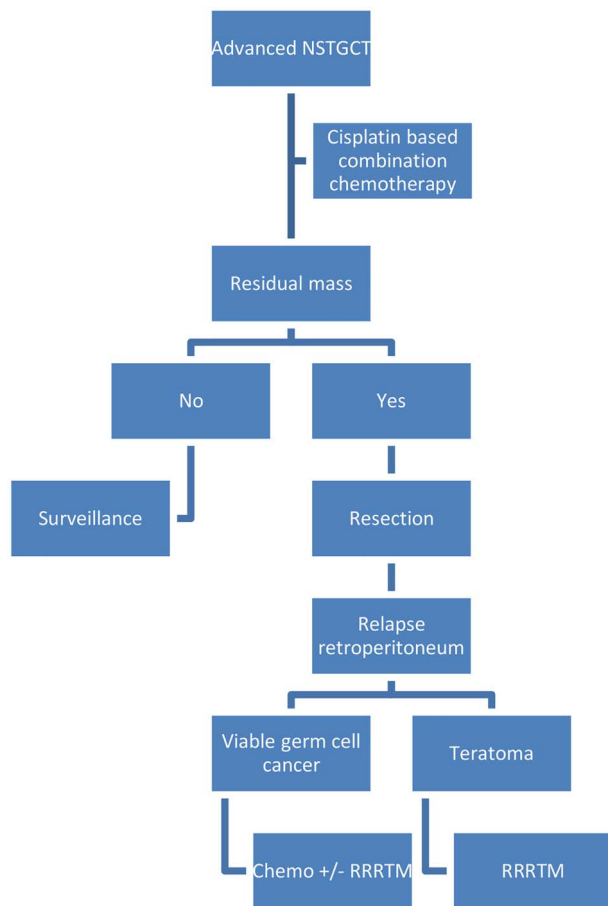 Advanced NSTGCT
Cisplatin based
combination
chemotherapy
Residual mass
No
Yes
Surveillance
Resection
Relapse
retroperitoneum
Viable germ cell
cancer
Teratoma
Chemo +/- RRRTM
RRRTM